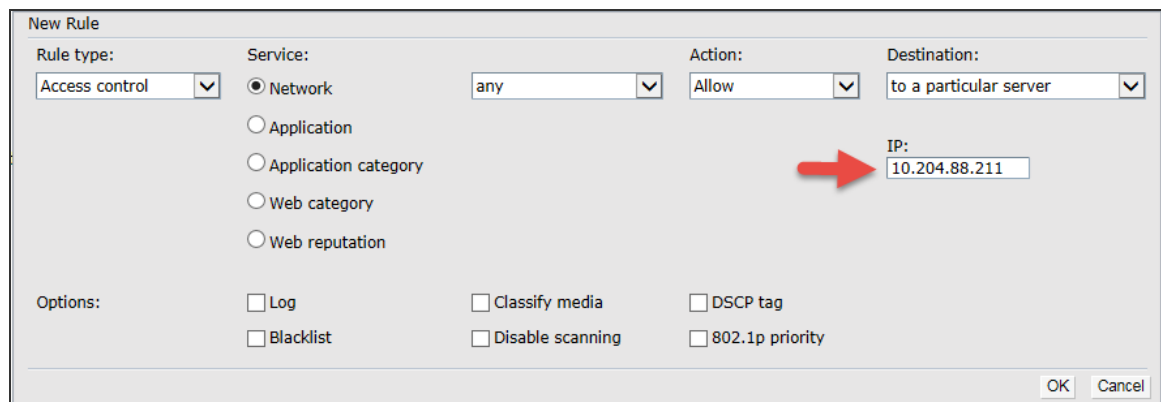 New Rule
Rule type: Service: Action: Destination:
Access control Network any Allow to a particular server
Application
IP:
Application category 10.204.88.211
Web category
Web reputation
Options: Log Classify media DSCP tag
Blacklist Disable scanning 802.1p priority
OK Cancel